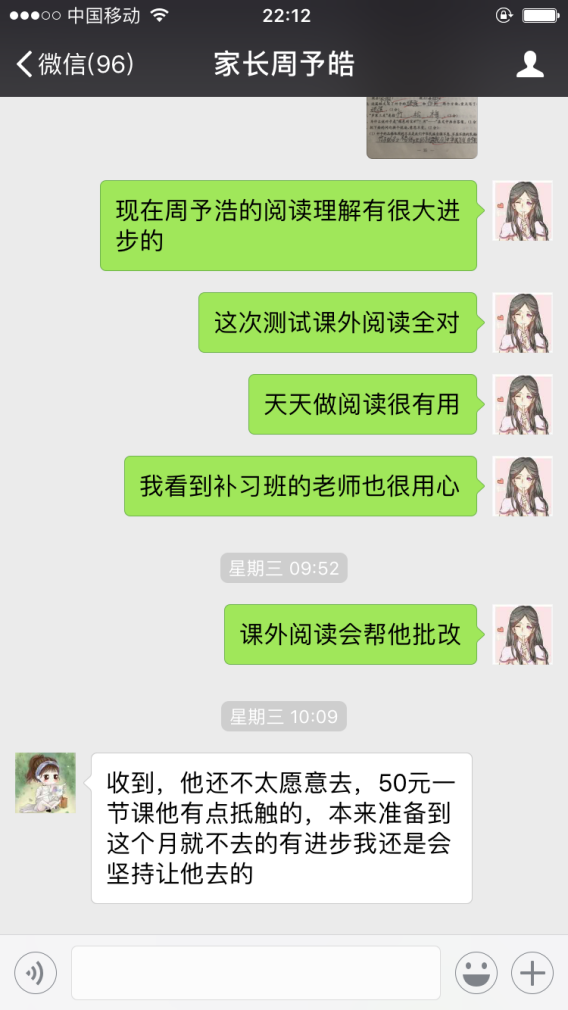 中国移动
22:12
微信(96)
家长周予皓
现在周予浩的阅读理解有很大进
步的
这次测试课外阅读全对
天天做阅读很有用
我看到补习班的老师也很用心
星期三 09:52
课外阅读会帮他批改
星期三 10:09
收到，他还不太愿意去，50元一
节课他有点抵触的，本来准备到
这个月就不去的有进步我还是会
坚持让他去的